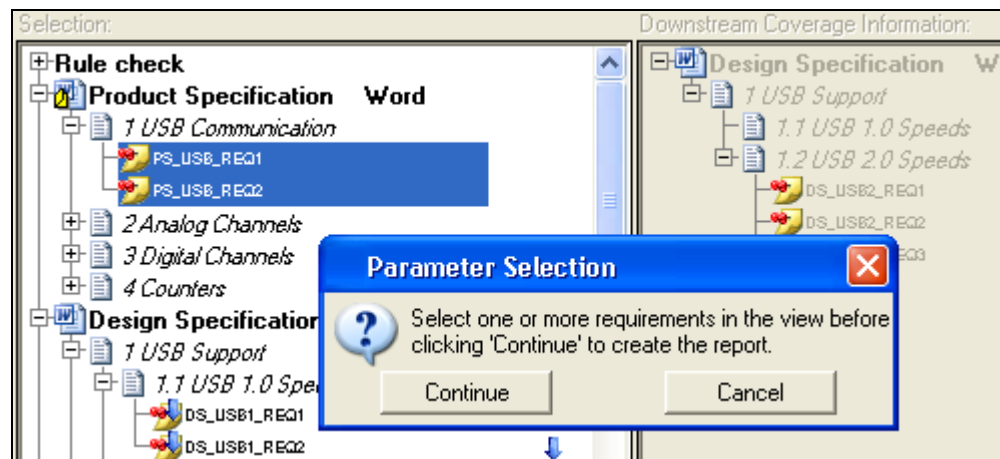 Selection:
Rule check
Product Specification Word
1 USB Communication
PS_USB_REQ1
PS_USB_REQ2
2 Analog Channels
3 Digital Channels
4 Counters
Design Specification
1 USB Support
1.1 USB 1.0 Spe
DS_USB1_REQ1
DS_USB1_REQ2
Downstream Coverage Information:
Design Specification W
1 USB Support
1.1 USB 1.0 Speeds
1.2 USB 2.0 Speeds
DS_USB2_REQ1
DS_USB2_REQ2
EQ3
Parameter Selection
Select one or more requirements in the view before
clicking 'Continue' to create the report.
Continue
Cancel